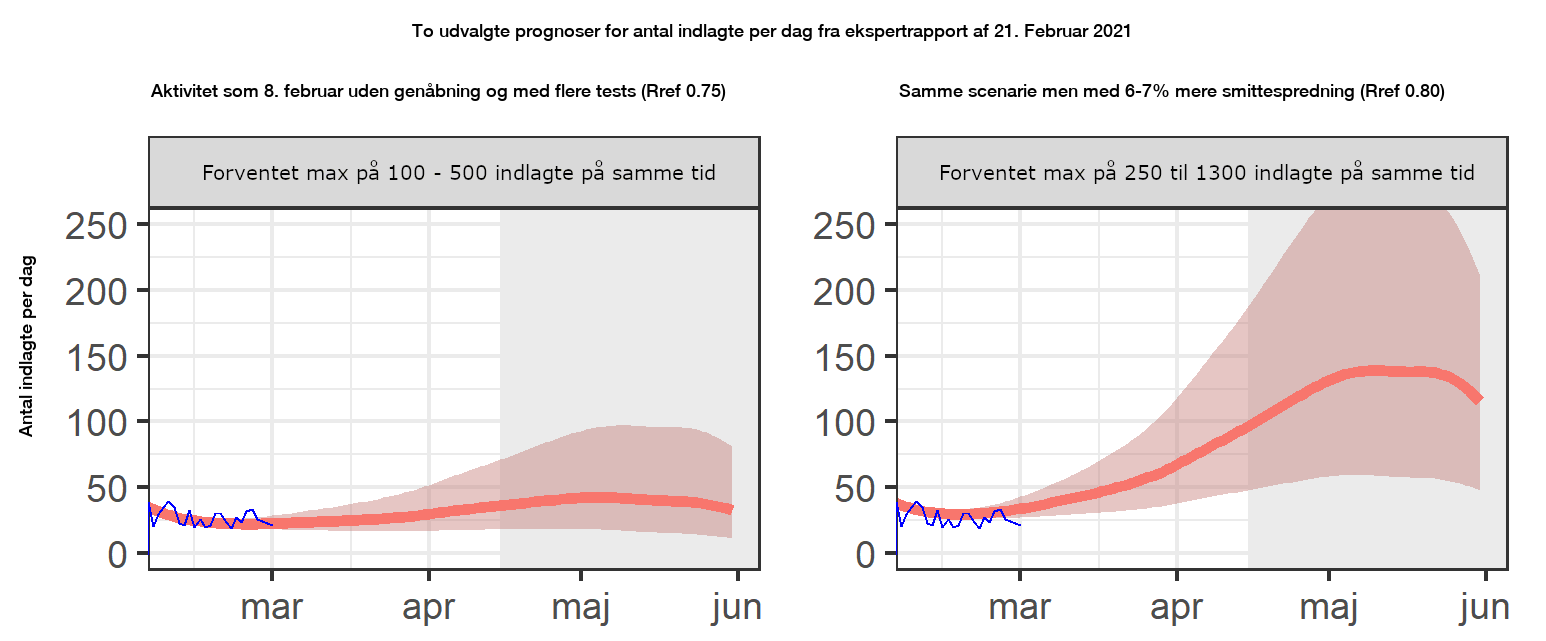 To udvalgte prognoser for antal indlagte per dag fra ekspertrapport af 21. Februar 2021
Aktivitet som 8. februar uden genåbning og med flere tests (Rref 0.75)
Forventet max på 100 - 500 indlagte på samme tid
Antal indlagte per dag
250
200
150
100
50
0
mar apr maj jun
Samme scenarie men med 6-7% mere smittespredning (Rref 0.80)
Forventet max på 250 til 1300 indlagte på samme tid
250
200
150
100
50
0
mar apr maj jun